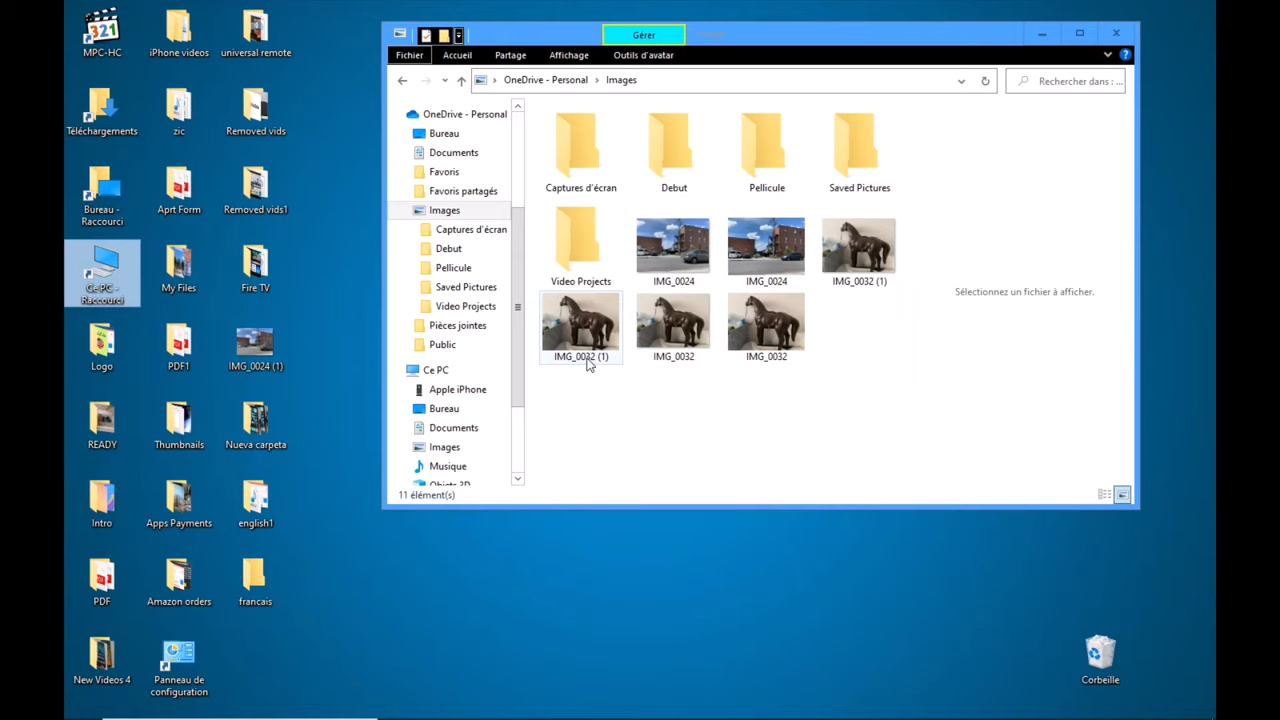 MPC-HC
iPhone videos
universal remote
Téléchargements
zic
Removed vids
Bureau -
Raccourci
Aprt Form
Removed vids1
Ce PC -
Raccourci
My Files
Fire TV
Logo
PDF1
IMG_0024 (1)
READY
Thumbnails
Nueva carpeta
Intro
Apps Payments
english1
PDF
Amazon orders
francais
New Videos 4
Panneau de
configuration
Corbeille
Gérer
Fichier
Accueil
Partage
Affichage
Outils d'avatar
OneDrive - Personal > Images
Rechercher dans : ...
OneDrive - Personal
Bureau
Documents
Favoris
Favoris partagés
Images
Captures d'écran
Debut
Pellicule
Saved Pictures
Video Projects
Pièces jointes
Public
Ce PC
Apple iPhone
Bureau
Documents
Images
Musique
Objets 3D
Captures d'écran
Debut
Pellicule
Saved Pictures
Video Projects
IMG_0024
IMG_0024
IMG_0032 (1)
IMG_0032 (1)
IMG_0032
IMG_0032
Sélectionnez un fichier à afficher.
11 élément(s)